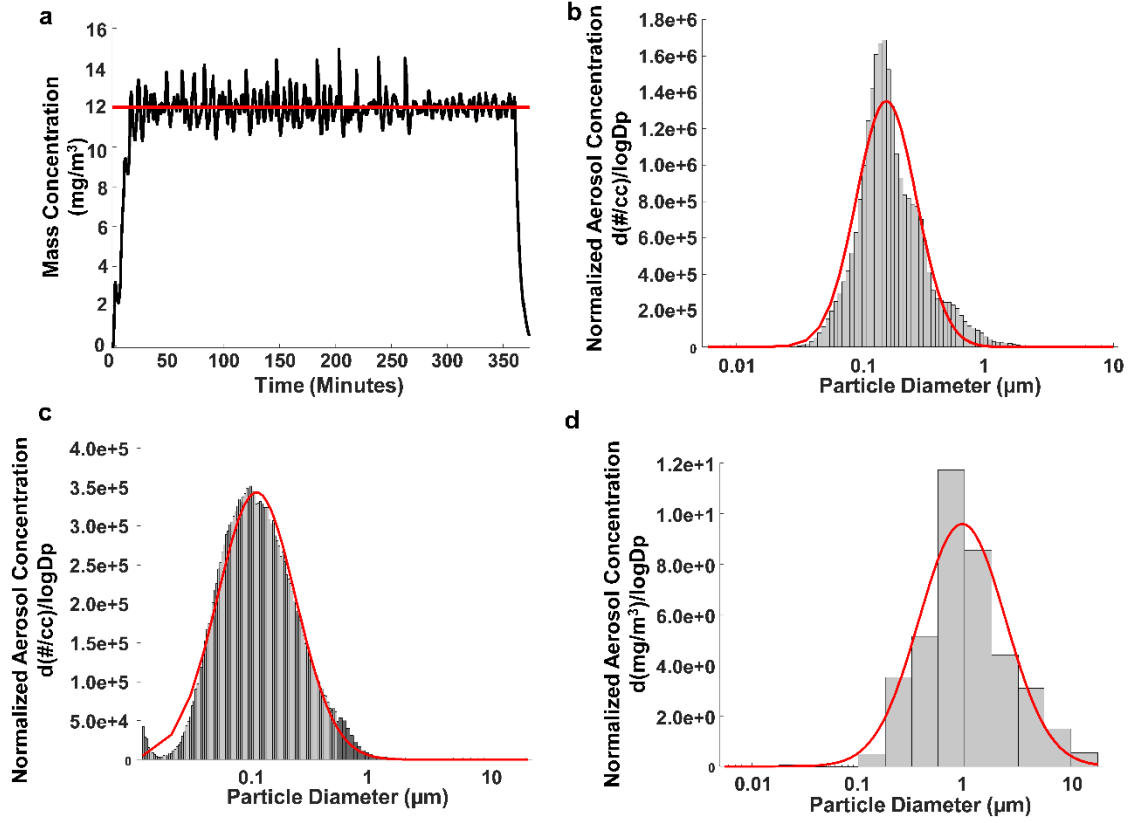 a
Mass Concentration
(mg/m³)
16
14
12
10
8
6
4
2
0
0 50 100 150 200 250 300 350
Time (Minutes)
b
Normalized Aerosol Concentration
d(#/cc)/logDp
1.8e+6
1.6e+6
1.4e+6
1.2e+6
1.0e+6
8.0e+5
6.0e+5
4.0e+5
2.0e+5
0
0.01 0.1 1 10
Particle Diameter (µm)
c
Normalized Aerosol Concentration
d(#/cc)/logDp
4.0e+5
3.5e+5
3.0e+5
2.5e+5
2.0e+5
1.5e+5
1.0e+5
5.0e+4
0
0.1 1 10
Particle Diameter (µm)
d
Normalized Aerosol Concentration
d(mg/m³)/logDp
1.2e+1
1.0e+1
8.0e+0
6.0e+0
4.0e+0
2.0e+0
0
0.01 0.1 1 10
Particle Diameter (µm)